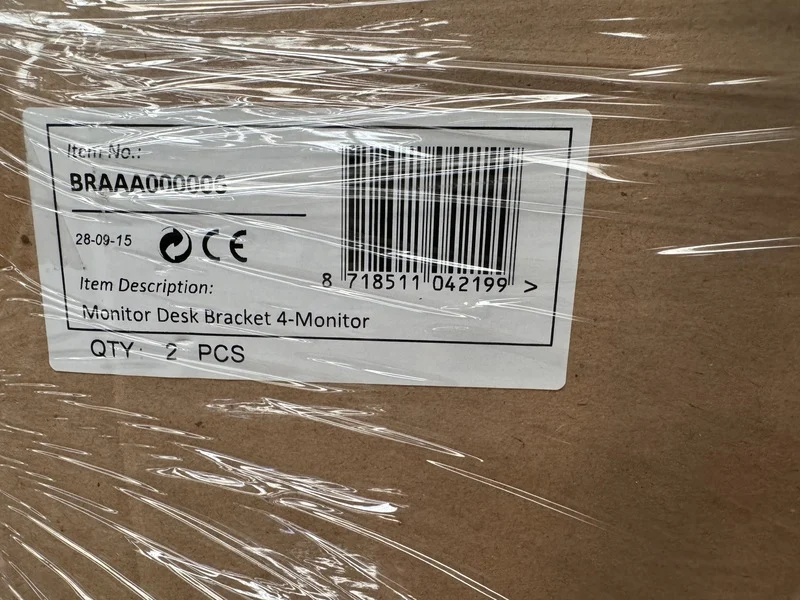 Item No.:
28-09-15
CE
Item Description:
Monitor Desk Bracket 4-Monitor
8 718511 042199 >
QTY: 2 PCS